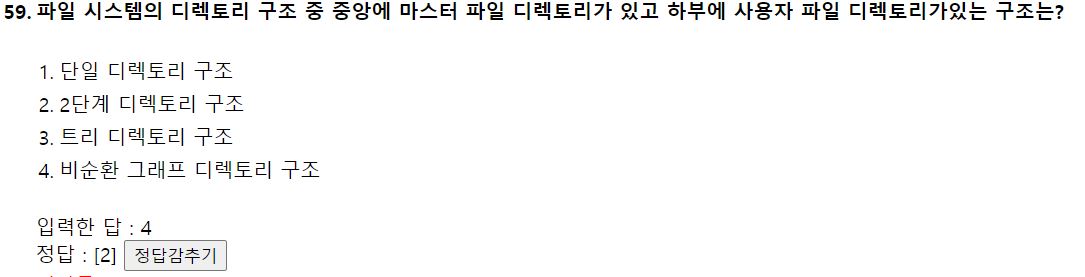 59. 파일 시스템의 디렉토리 구조 중 중앙에 마스터 파일 디렉토리가 있고 하부에 사용자 파일 디렉토리가있는 구조는?
1. 단일 디렉토리 구조
2. 2단계 디렉토리 구조
3. 트리 디렉토리 구조
4. 비순환 그래프 디렉토리 구조
입력한 답 : 4
정답 : [2] 정답감추기